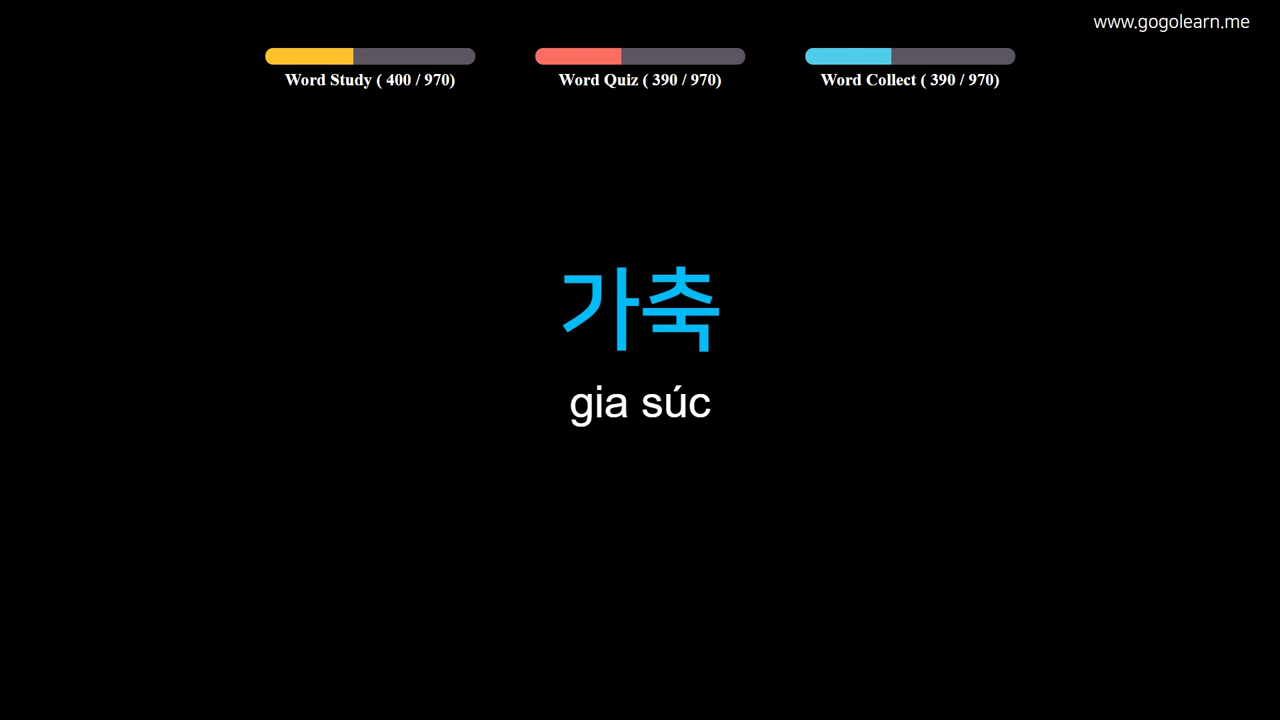 www.gogolearn.me
Word Study ( 400 / 970)
Word Quiz ( 390 / 970)
Word Collect ( 390 / 970)
가축
gia súc